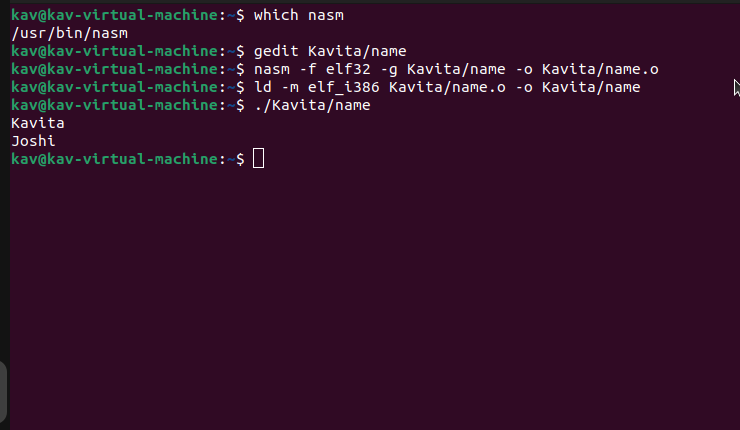 kav@kav-virtual-machine:~$ which nasm
/usr/bin/nasm
kav@kav-virtual-machine:~$ gedit Kavita/name
kav@kav-virtual-machine:~$ nasm -f elf32 -g Kavita/name -o Kavita/name.o
kav@kav-virtual-machine:~$ ld -m elf_i386 Kavita/name.o -o Kavita/name
kav@kav-virtual-machine:~$ ./Kavita/name
Kavita
Joshi
kav@kav-virtual-machine:~$